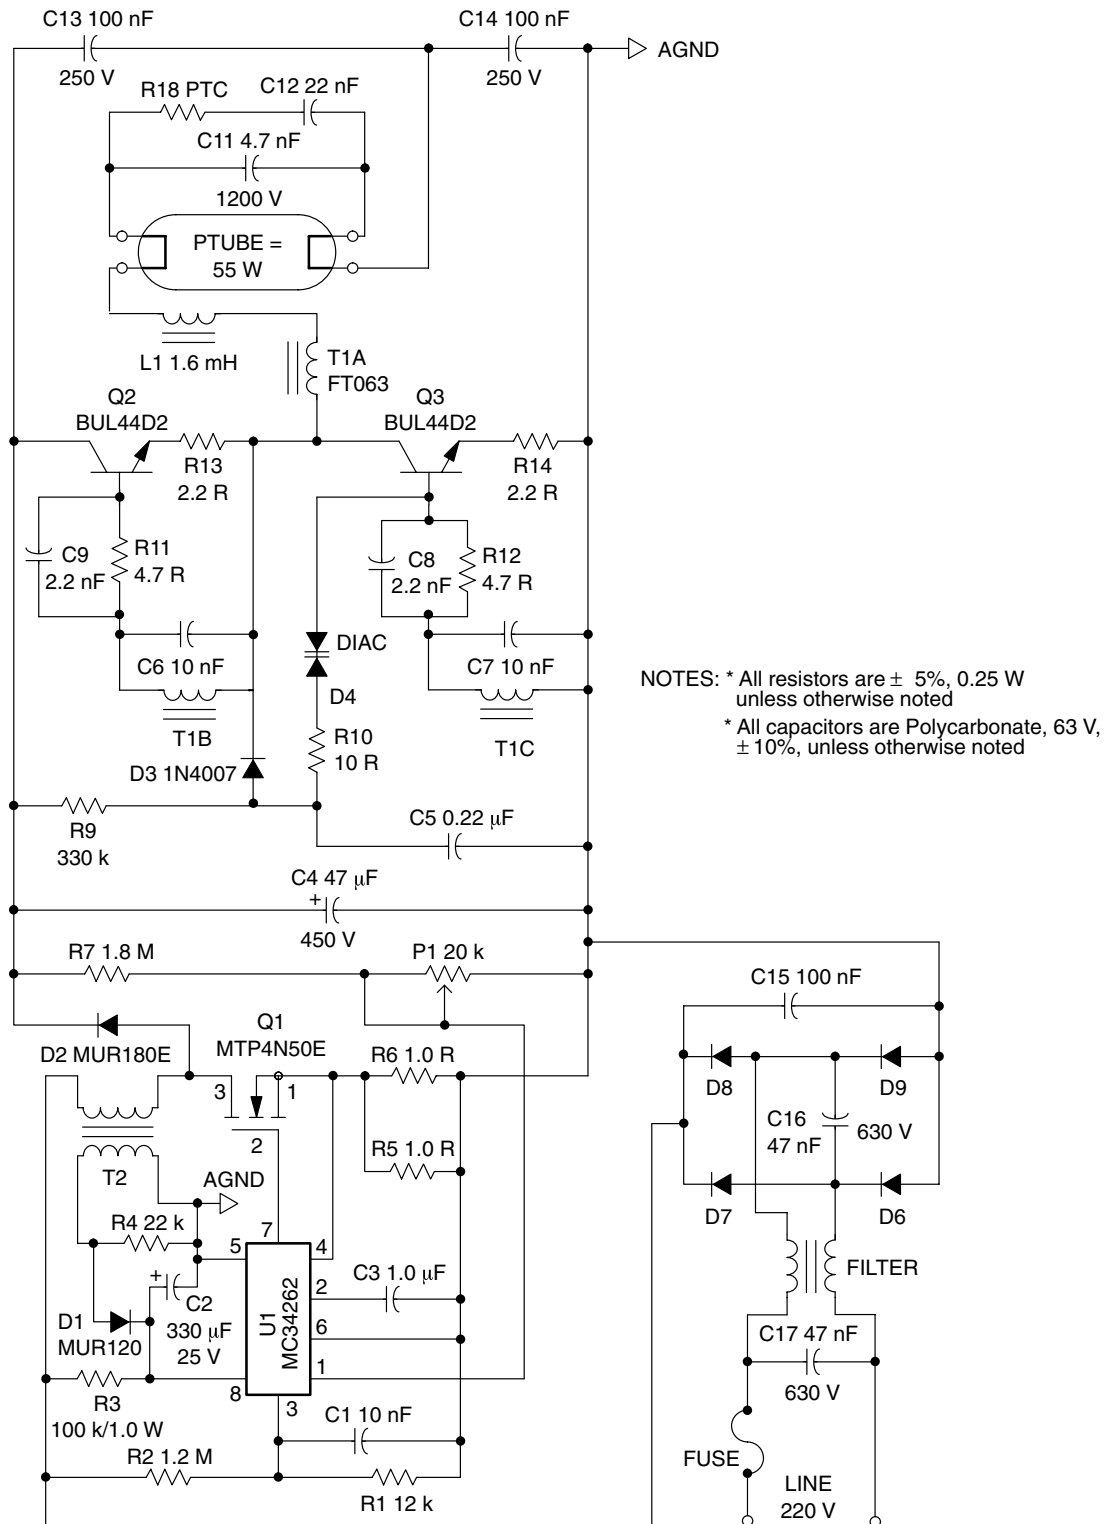 C13 100 nF
250 V
C14 100 nF
250 V
AGND
R18 PTC
C12 22 nF
C11 4.7 nF
1200 V
PTUBE =
55 W
L1 1.6 mH
T1A
FT063
Q2
BUL44D2
Q3
BUL44D2
R13
2.2 R
R14
2.2 R
C9
2.2 nF
R11
4.7 R
C8
2.2 nF
R12
4.7 R
DIAC
D4
C6 10 nF
T1B
C7 10 nF
T1C
R10
10 R
D3 1N4007
NOTES: * All resistors are ± 5%, 0.25 W
unless otherwise noted
* All capacitors are Polycarbonate, 63 V,
± 10%, unless otherwise noted
R9
330 k
C5 0.22 µF
C4 47 µF
+
450 V
R7 1.8 M
P1 20 k
D2 MUR180E
Q1
MTP4N50E
3
1
2
R6 1.0 R
R5 1.0 R
T2
AGND
R4 22 k
+
C2
330 µF
25 V
D1
MUR120
R3
100 k/1.0 W
U1
MC34262
7
5
4
2
6
1
8
3
C3 1.0 µF
C1 10 nF
R2 1.2 M
R1 12 k
C15 100 nF
D8
D9
C16
47 nF
630 V
D7
D6
FILTER
C17 47 nF
630 V
FUSE
LINE
220 V